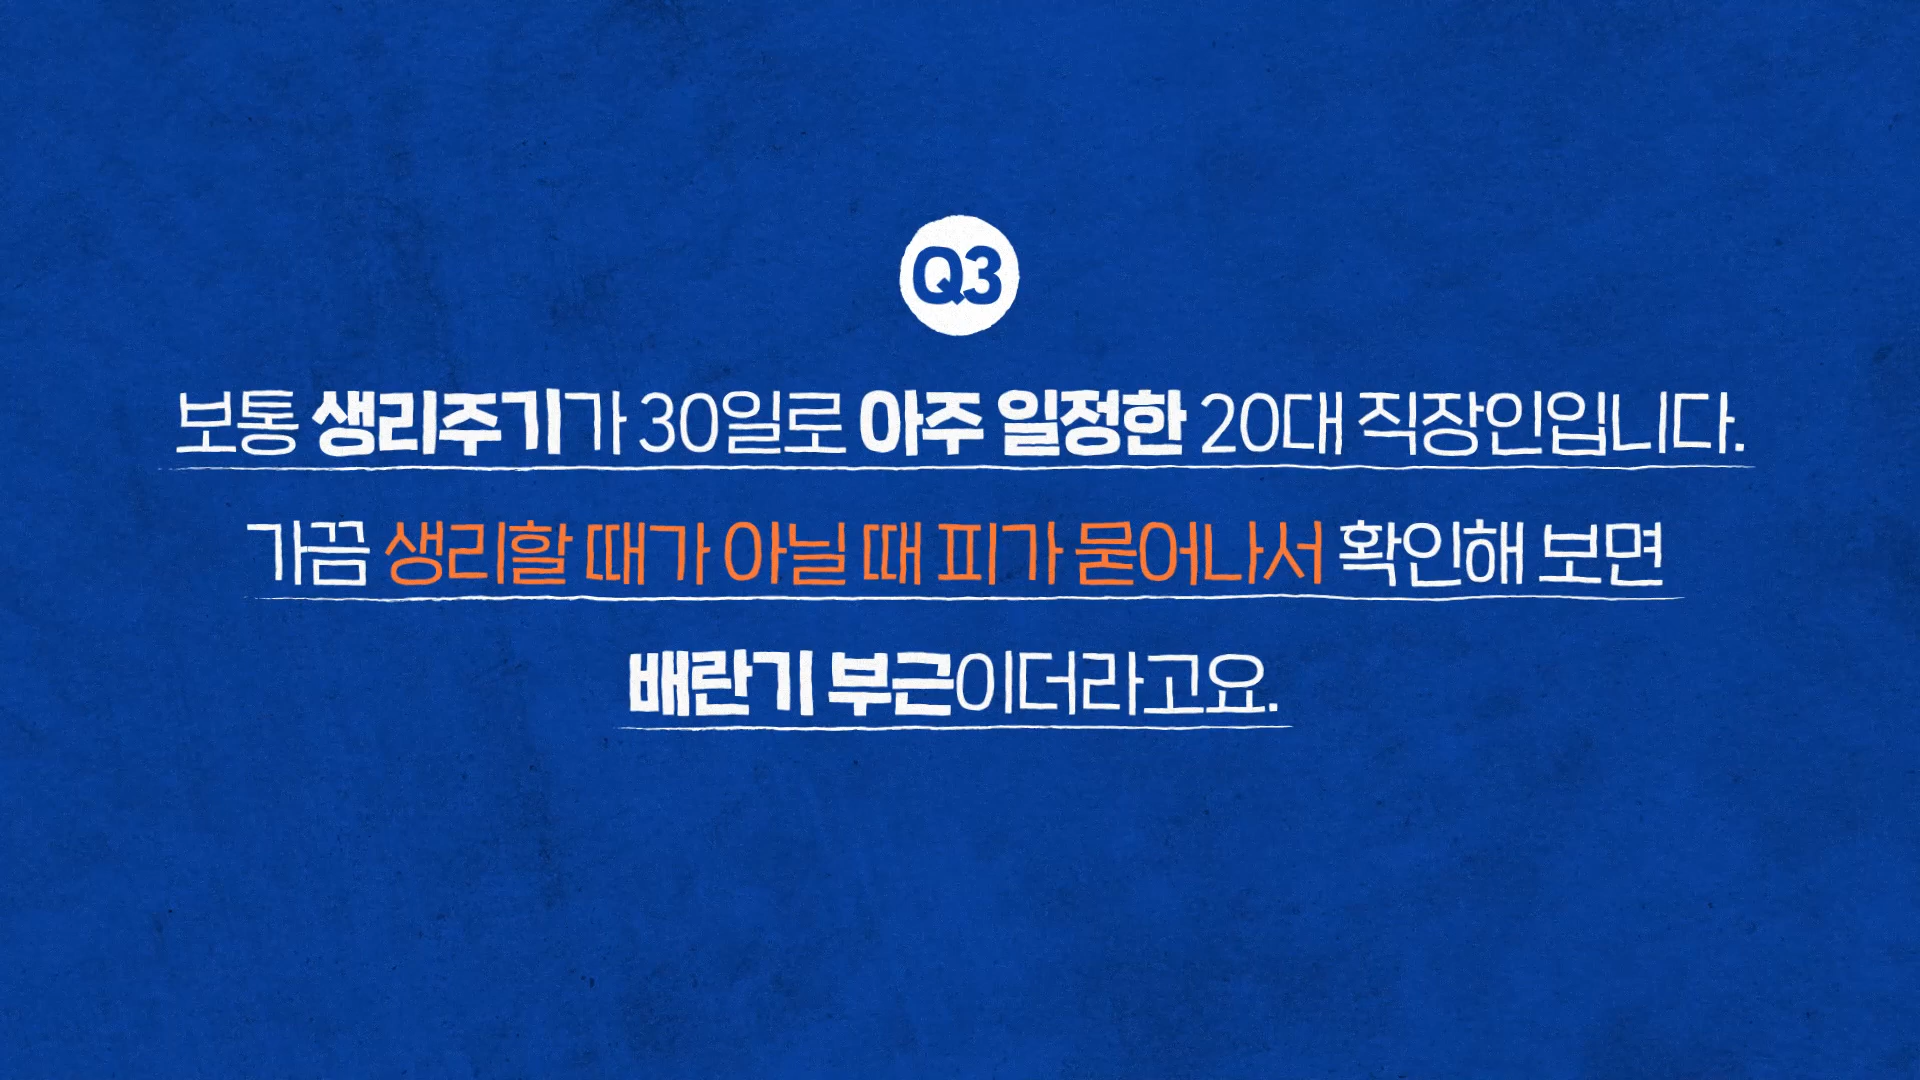 Q3
보통 생리주기가 30일로 아주 일정한 20대 직장인입니다.
가끔 생리할 때가 아닐 때 피가 묻어나서 확인해 보면
배란기 부근이더라고요.